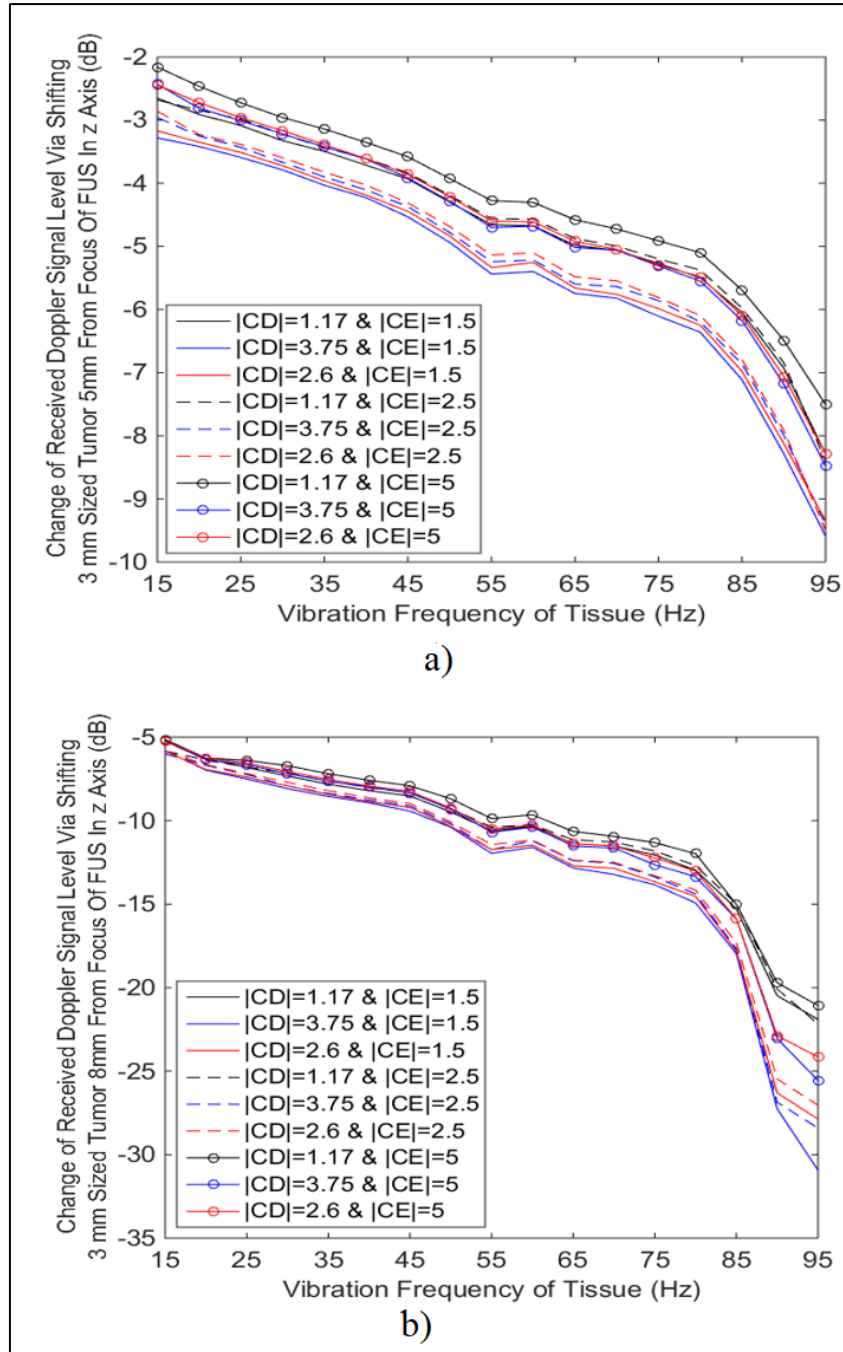 Change of Received Doppler Signal Level Via Shifting
3 mm Sized Tumor 5mm From Focus Of FUS In z Axis (dB)
-2
-3
-4
-5
-6
-7
-8
-9
-10
|CD|=1.17 & |CE|=1.5
|CD|=3.75 & |CE|=1.5
|CD|=2.6 & |CE|=1.5
|CD|=1.17 & |CE|=2.5
|CD|=3.75 & |CE|=2.5
|CD|=2.6 & |CE|=2.5
|CD|=1.17 & |CE|=5
|CD|=3.75 & |CE|=5
|CD|=2.6 & |CE|=5
15 25 35 45 55 65 75 85 95
Vibration Frequency of Tissue (Hz)
a)
Change of Received Doppler Signal Level Via Shifting
3 mm Sized Tumor 8mm From Focus Of FUS In z Axis (dB)
-5
-10
-15
-20
-25
-30
-35
|CD|=1.17 & |CE|=1.5
|CD|=3.75 & |CE|=1.5
|CD|=2.6 & |CE|=1.5
|CD|=1.17 & |CE|=2.5
|CD|=3.75 & |CE|=2.5
|CD|=2.6 & |CE|=2.5
|CD|=1.17 & |CE|=5
|CD|=3.75 & |CE|=5
|CD|=2.6 & |CE|=5
15 25 35 45 55 65 75 85 95
Vibration Frequency of Tissue (Hz)
b)